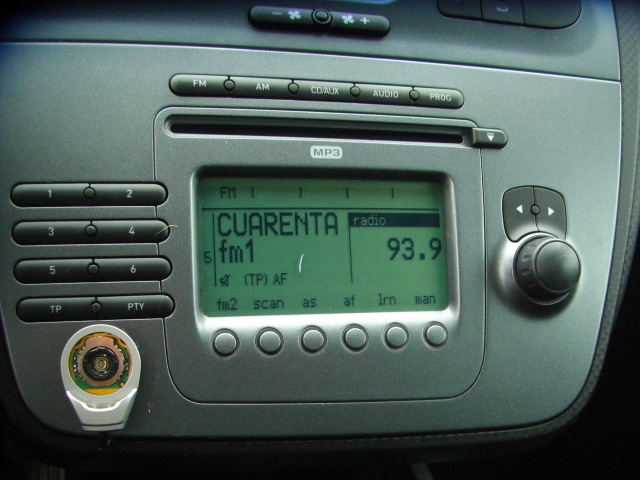 - +
FM AM CD/AUX AUDIO PROG
MP3
1 2
3 4
5 6
TP PTY
FM
CUARENTA radio
5 fm1 93.9
(TP) AF
fm2 scan as af lrn man